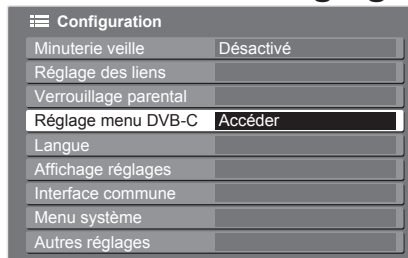 Configuration
Minuterie veille Désactivé
Réglage des liens
Verrouillage parental
Réglage menu DVB-C Accéder
Langue
Affichage réglages
Interface commune
Menu système
Autres réglages